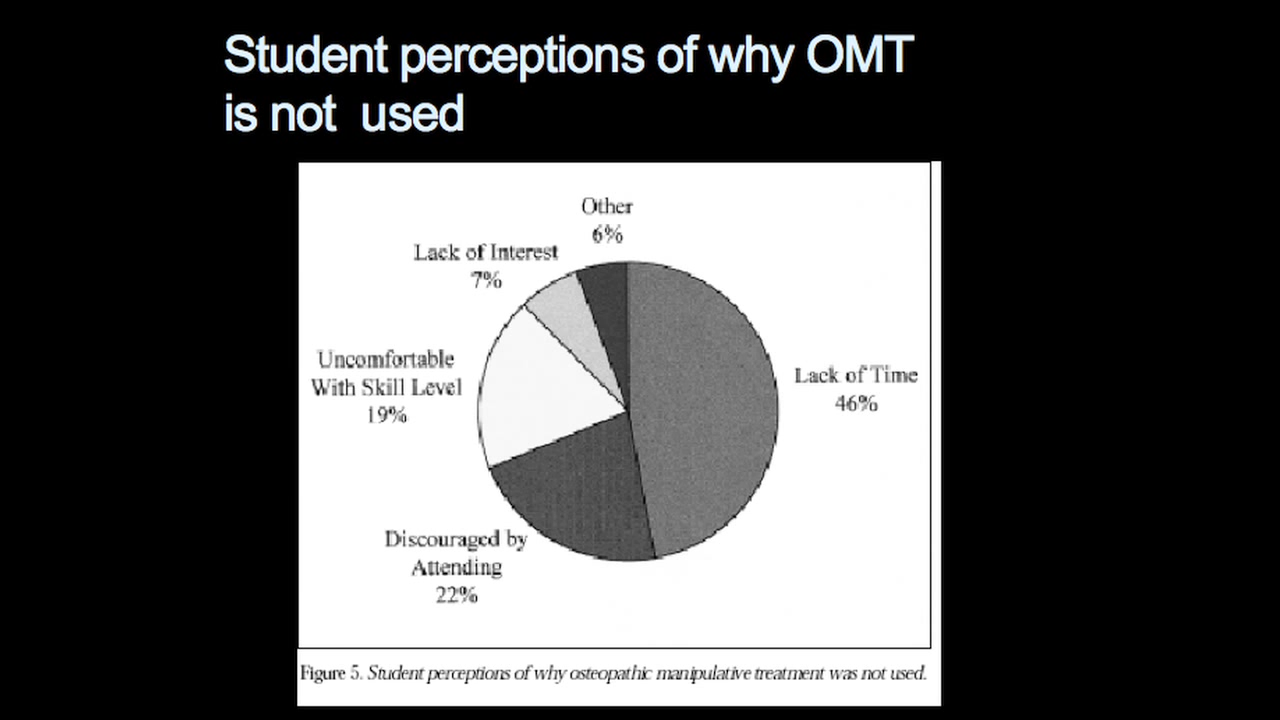 Student perceptions of why OMT
is not used
Other
6%
Lack of Interest
7%
Uncomfortable
With Skill Level
19%
Lack of Time
46%
Discouraged by
Attending
22%
Figure 5. Student perceptions of why osteopathic manipulative treatment was not used.